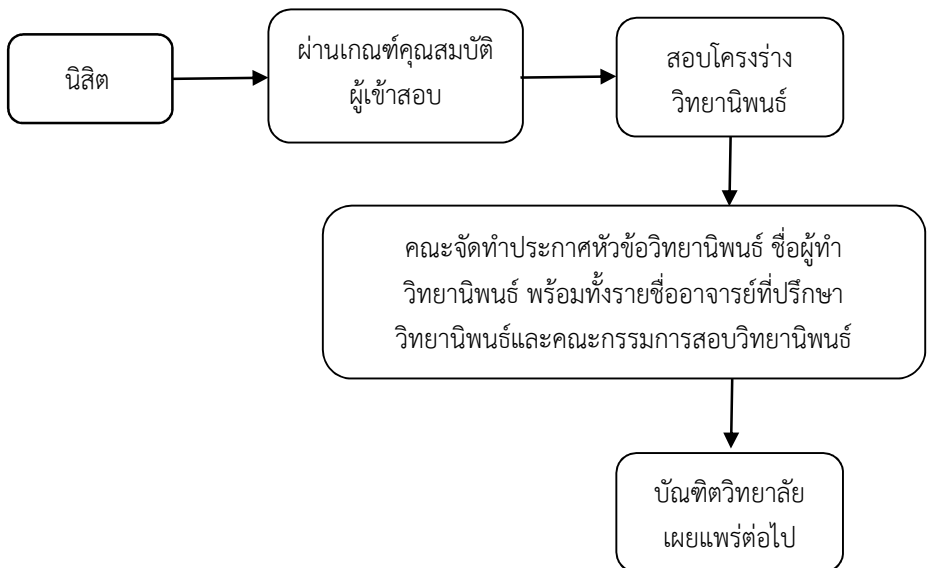 นิสิต
ผ่านเกณฑ์คุณสมบัติ
ผู้เข้าสอบ
สอบโครงร่าง
วิทยานิพนธ์
คณะจัดทำประกาศหัวข้อวิทยานิพนธ์ ชื่อผู้ทำ
วิทยานิพนธ์ พร้อมทั้งรายชื่ออาจารย์ที่ปรึกษา
วิทยานิพนธ์และคณะกรรมการสอบวิทยานิพนธ์
บัณฑิตวิทยาลัย
เผยแพร่ต่อไป